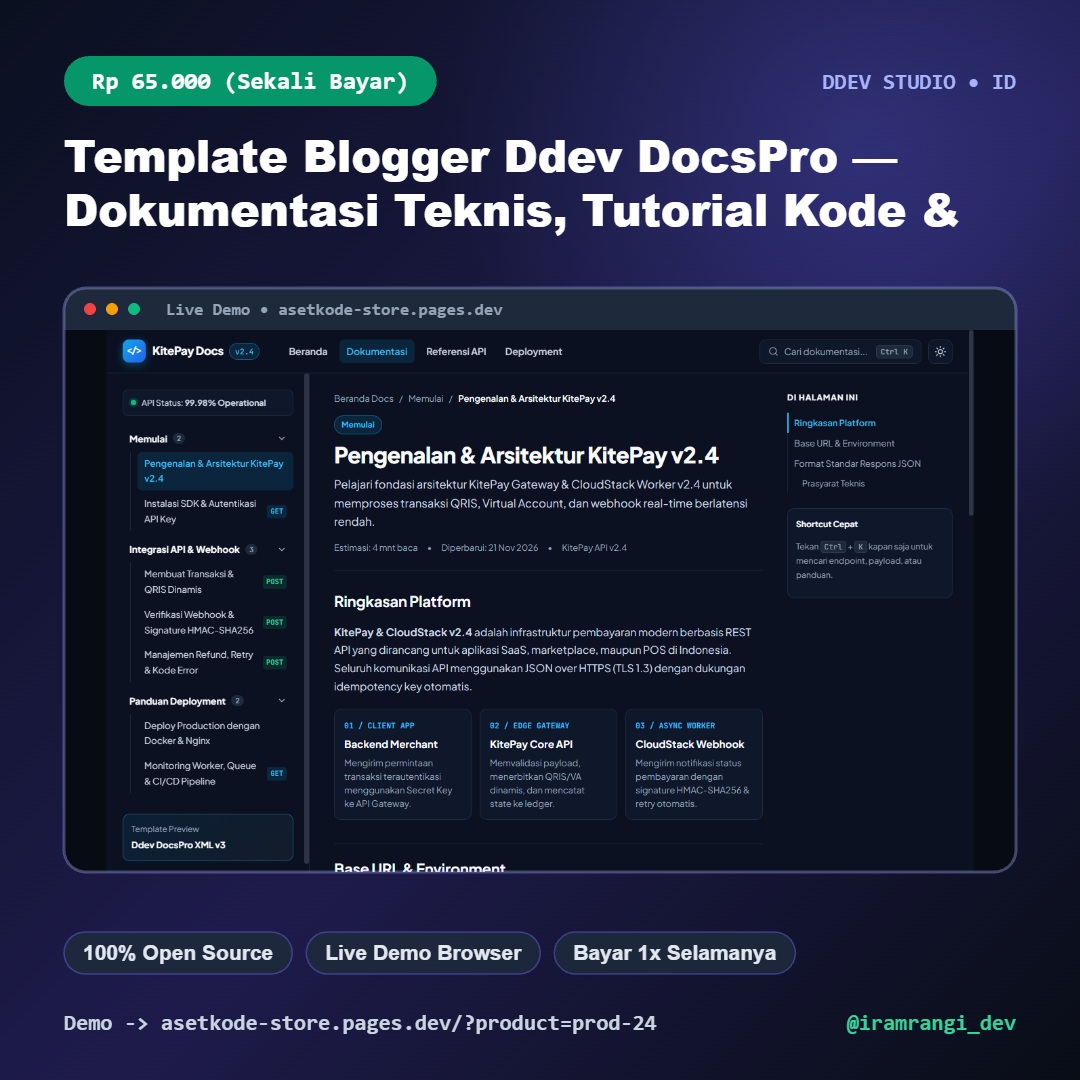 Rp 65.000 (Sekali Bayar)
DDEV STUDIO • ID
Template Blogger Ddev DocsPro —
Dokumentasi Teknis, Tutorial Kode &
Live Demo • asetkode-store.pages.dev
</> KitePay Docs v2.4
Beranda Dokumentasi Referensi API Deployment
Cari dokumentasi... Ctrl K
API Status: 99.98% Operational
Memulai 2
Pengenalan & Arsitektur KitePay
v2.4
Instalasi SDK & Autentikasi
API Key
GET
Integrasi API & Webhook 3
Membuat Transaksi &
QRIS Dinamis
POST
Verifikasi Webhook &
Signature HMAC-SHA256
POST
Manajemen Refund, Retry
& Kode Error
POST
Panduan Deployment 2
Deploy Production dengan
Docker & Nginx
Monitoring Worker, Queue
& CI/CD Pipeline
GET
Template Preview
Ddev DocsPro XML v3
Beranda Docs / Memulai / Pengenalan & Arsitektur KitePay v2.4
Memulai
Pengenalan & Arsitektur KitePay v2.4
Pelajari fondasi arsitektur KitePay Gateway & CloudStack Worker v2.4 untuk
memproses transaksi QRIS, Virtual Account, dan webhook real-time berlatensi
rendah.
Estimasi: 4 mnt baca • Diperbarui: 21 Nov 2026 • KitePay API v2.4
Ringkasan Platform
KitePay & CloudStack v2.4 adalah infrastruktur pembayaran modern berbasis REST
API yang dirancang untuk aplikasi SaaS, marketplace, maupun POS di Indonesia.
Seluruh komunikasi API menggunakan JSON over HTTPS (TLS 1.3) dengan dukungan
idempotency key otomatis.
01 / CLIENT APP
Backend Merchant
Mengirim permintaan
transaksi terautentikasi
menggunakan Secret Key
ke API Gateway.
02 / EDGE GATEWAY
KitePay Core API
Memvalidasi payload,
menerbitkan QRIS/VA
dinamis, dan mencatat
state ke ledger.
03 / ASYNC WORKER
CloudStack Webhook
Mengirim notifikasi status
pembayaran dengan
signature HMAC-SHA256 &
retry otomatis.
Base URL & Environment
DI HALAMAN INI
Ringkasan Platform
Base URL & Environment
Format Standar Respons JSON
Prasyarat Teknis
Shortcut Cepat
Tekan Ctrl + K kapan saja untuk
mencari endpoint, payload, atau
panduan.
100% Open Source
Live Demo Browser
Bayar 1x Selamanya
Demo -> asetkode-store.pages.dev/?product=prod-24
@iramrangi_dev